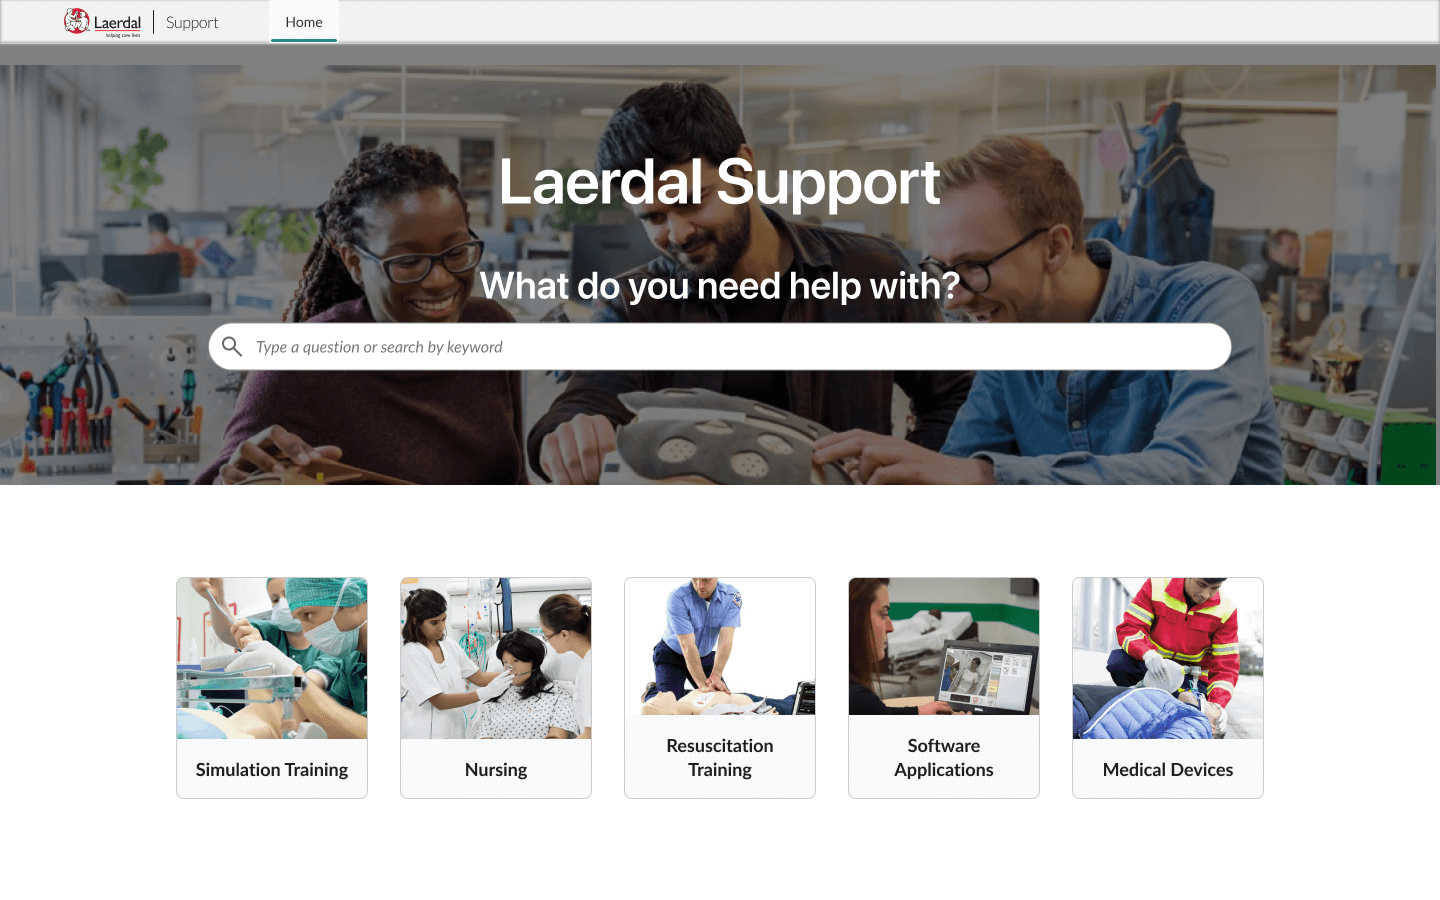 Laerdal
helping save lives
Support
Home
Laerdal Support
What do you need help with?
Type a question or search by keyword
Simulation Training
Nursing
Resuscitation
Training
Software
Applications
Medical Devices